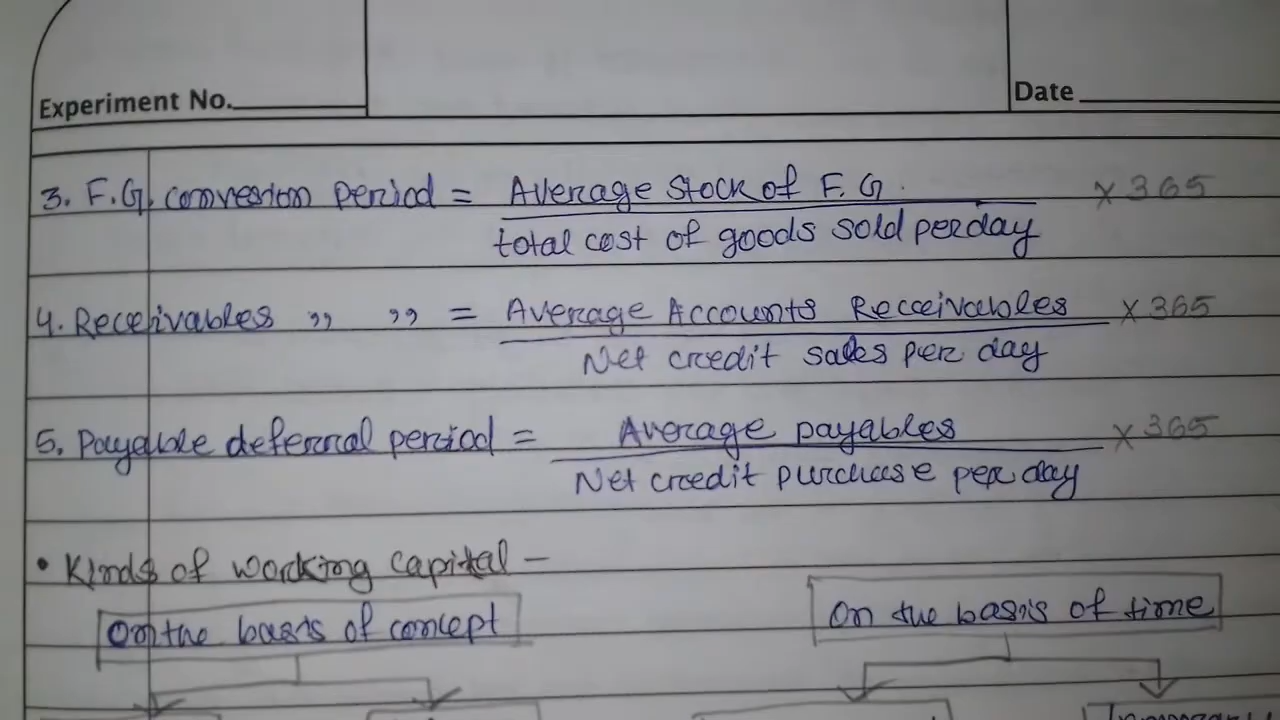 Experiment No.
Date
3. F.G. conversion period = Average Stock of F.G. × 365
total cost of goods sold per day
4. Receivables ,, ,, = Average Accounts Receivables × 365
Net credit sales per day
5. Payable deferral period = Average payables × 365
Net credit purchase per day
• Kinds of working capital –
On the basis of concept
On the basis of time